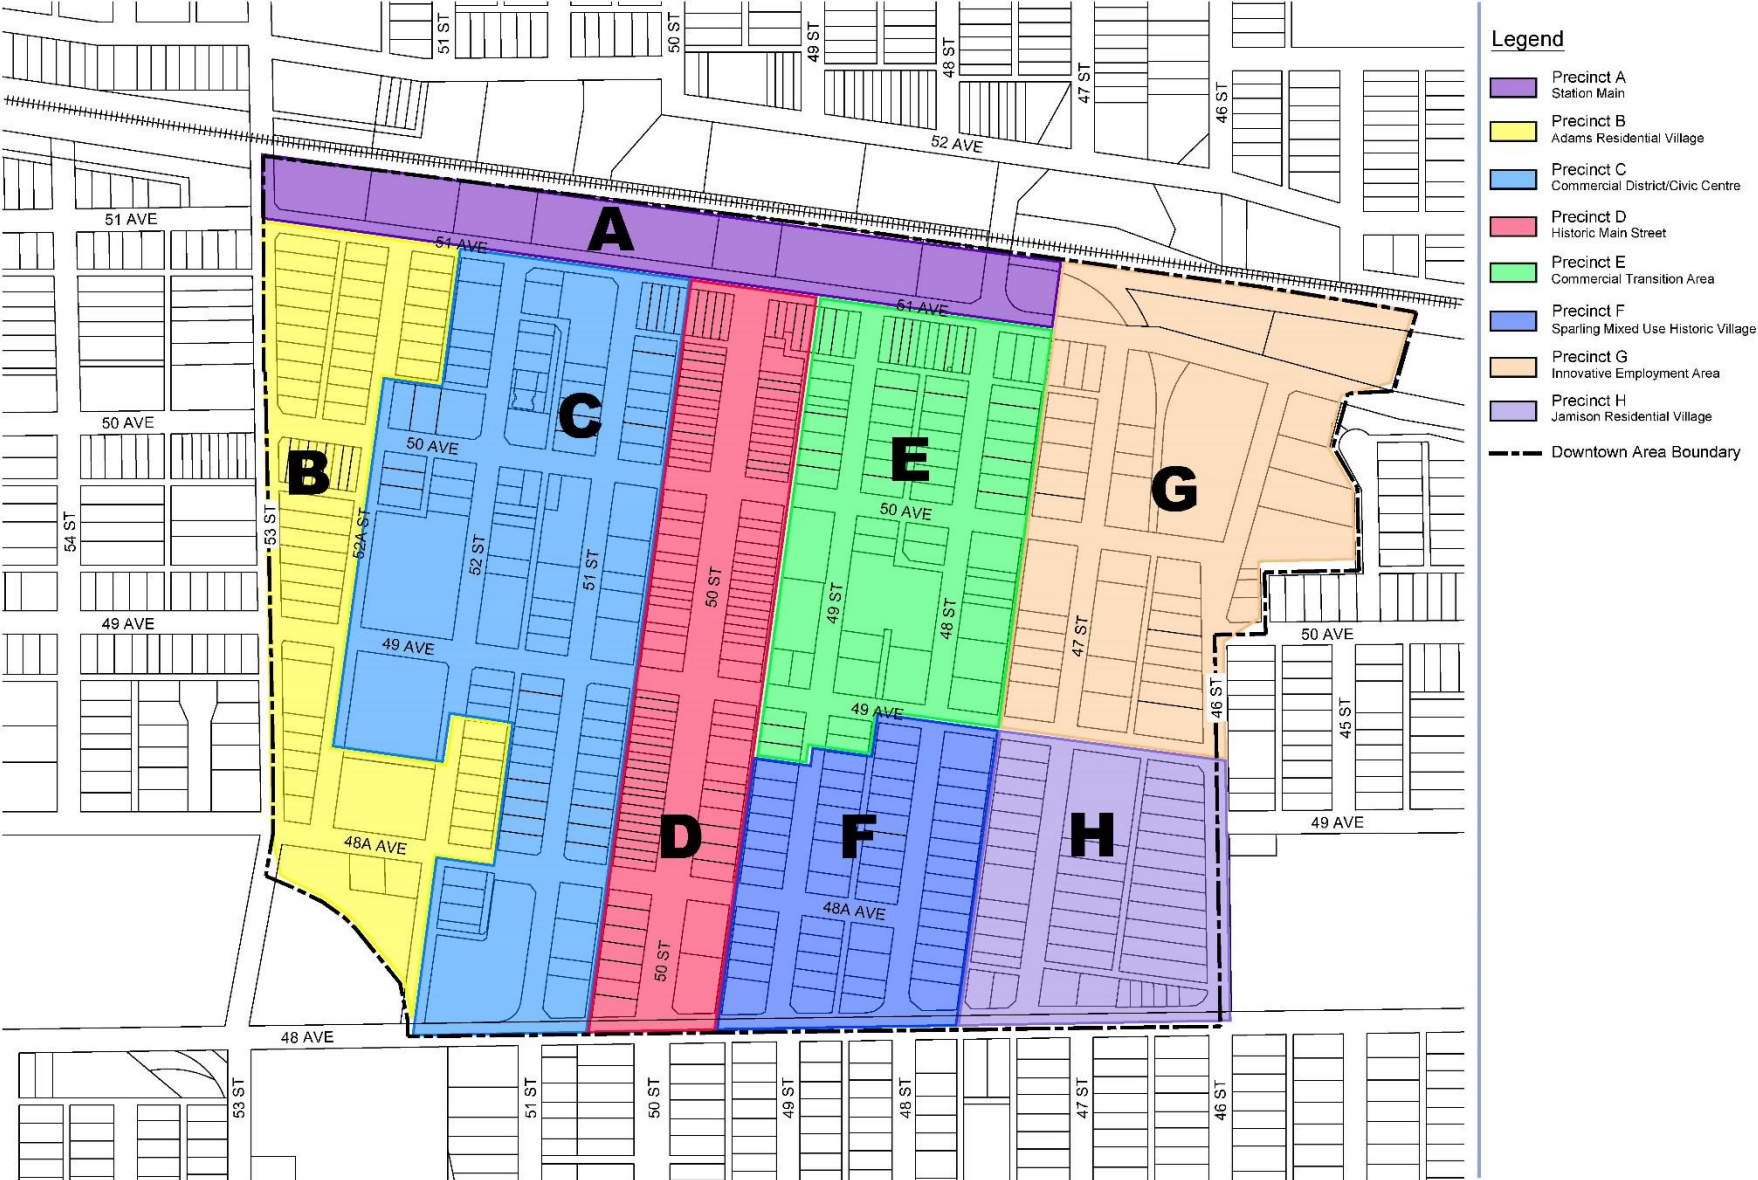 51 ST
50 ST
49 ST
48 ST
47 ST
46 ST
52 AVE
51 AVE
A
51 AVE
51 AVE
50 AVE
50 AVE
B
C
E
G
50 AVE
54 ST
53 ST
52A ST
52 ST
51 ST
50 ST
49 ST
48 ST
47 ST
49 AVE
49 AVE
50 AVE
46 ST
45 ST
49 AVE
D
F
H
48A AVE
49 AVE
48A AVE
50 ST
48 AVE
53 ST
51 ST
50 ST
49 ST
48 ST
47 ST
46 ST
Legend
Precinct A
Station Main
Precinct B
Adams Residential Village
Precinct C
Commercial District/Civic Centre
Precinct D
Historic Main Street
Precinct E
Commercial Transition Area
Precinct F
Sparling Mixed Use Historic Village
Precinct G
Innovative Employment Area
Precinct H
Jamison Residential Village
Downtown Area Boundary